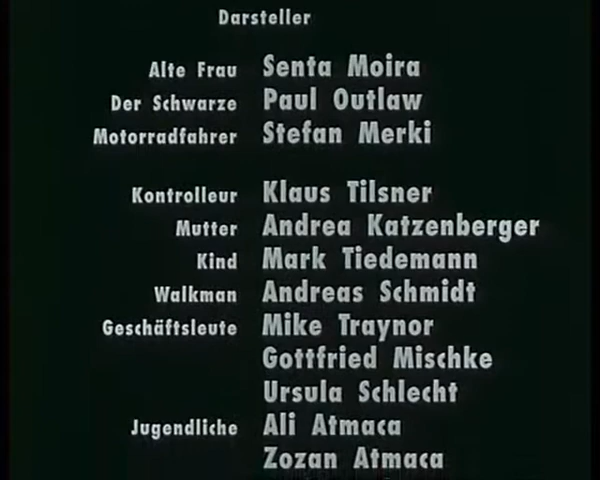 Darsteller
Alte Frau Senta Moira
Der Schwarze Paul Outlaw
Motorradfahrer Stefan Merki
Kontrolleur Klaus Tilsner
Mutter Andrea Katzenberger
Kind Mark Tiedemann
Walkman Andreas Schmidt
Geschäftsleute Mike Traynor
Gottfried Mischke
Ursula Schlecht
Jugendliche Ali Atmaca
Zozan Atmaca